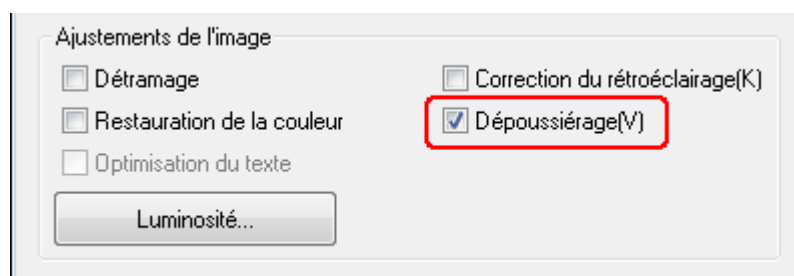 Ajustements de l'image
Détramage
Correction du rétroéclairage(K)
Restauration de la couleur
Dépoussiérage(V)
Optimisation du texte
Luminosité...